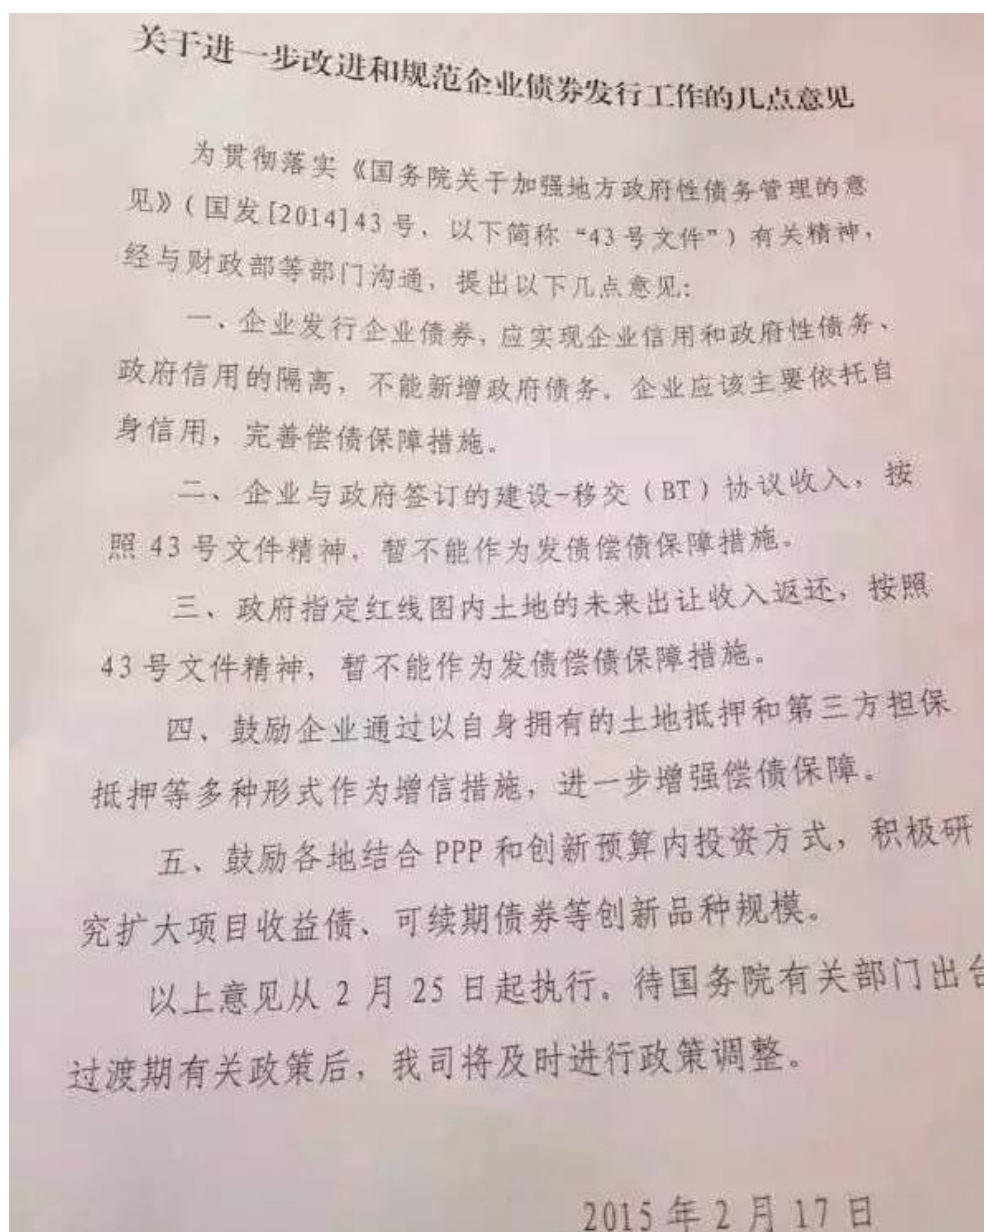 关于进一步改进和规范企业债券发行工作的几点意见
为贯彻落实《国务院关于加强地方政府性债务管理的意
见》(国发[2014]43号，以下简称“43号文件”)有关精神，
经与财政部等部门沟通，提出以下几点意见：
一、企业发行企业债券，应实现企业信用和政府性债务、
政府信用的隔离，不能新增政府债务。企业应该主要依托自
身信用，完善偿债保障措施。
二、企业与政府签订的建设-移交(BT)协议收入，按
照43号文件精神，暂不能作为发债偿债保障措施。
三、政府指定红线图内土地的未来出让收入返还，按照
43号文件精神，暂不能作为发债偿债保障措施。
四、鼓励企业通过以自身拥有的土地抵押和第三方担保
抵押等多种形式作为增信措施，进一步增强偿债保障。
五、鼓励各地结合PPP和创新预算内投资方式，积极研
究扩大项目收益债、可续期债券等创新品种规模。
以上意见从2月25日起执行。待国务院有关部门出台
过渡期有关政策后，我司将及时进行政策调整。
2015年2月17日